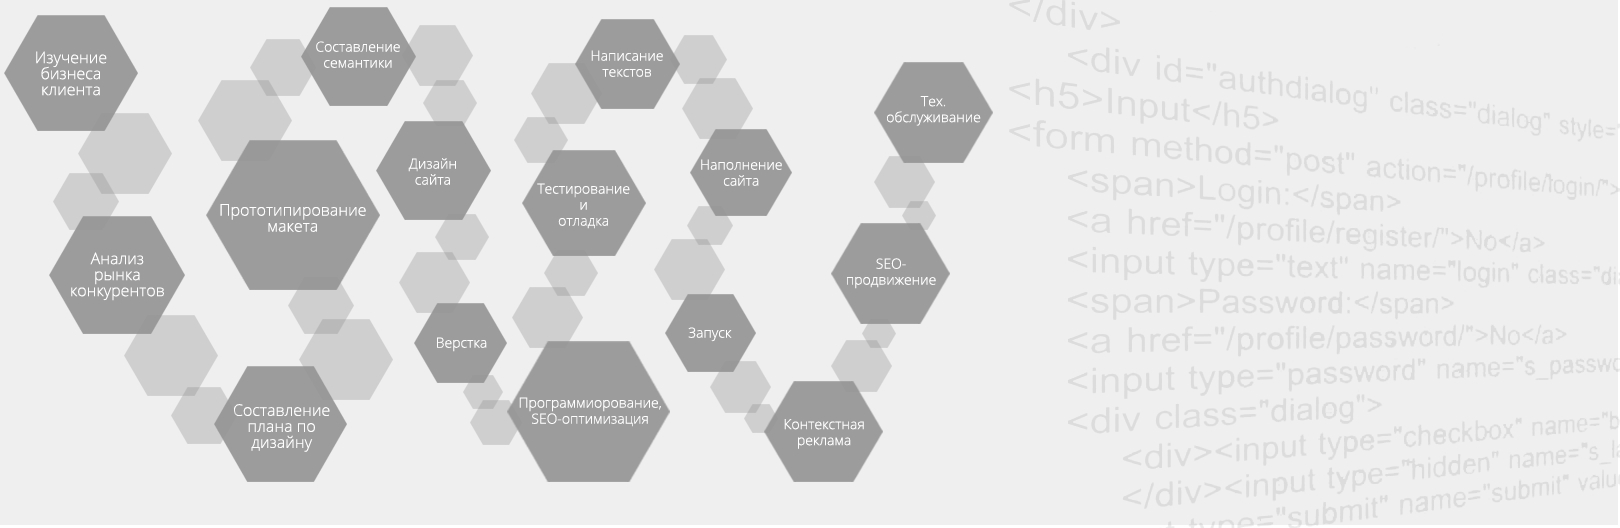 Изучение
бизнеса
клиента
Анализ
рынка
конкурентов
Составление
плана по
дизайну
Прототипирование
макета
Составление
семантики
Дизайн
сайта
Верстка
Программиорование,
SEO-оптимизация
Тестирование
и
отладка
Написание
текстов
Наполнение
сайта
Запуск
Контекстная
реклама
SEO-
продвижение
Тех.
обслуживание
</div>
<div id="authdialog" class="dialog" style="
<h5>Input</h5>
<form method="post" action="/profile/login/">
<span>Login:</span>
<a href="/profile/register/">No</a>
<input type="text" name="login" class="di
<span>Password:</span>
<a href="/profile/password/">No</a>
<input type="password" name="s_passwo
<div class="dialog">
<div><input type="checkbox" name="b
</div><input type="hidden" name="s_l
type="submit" name="submit" valu